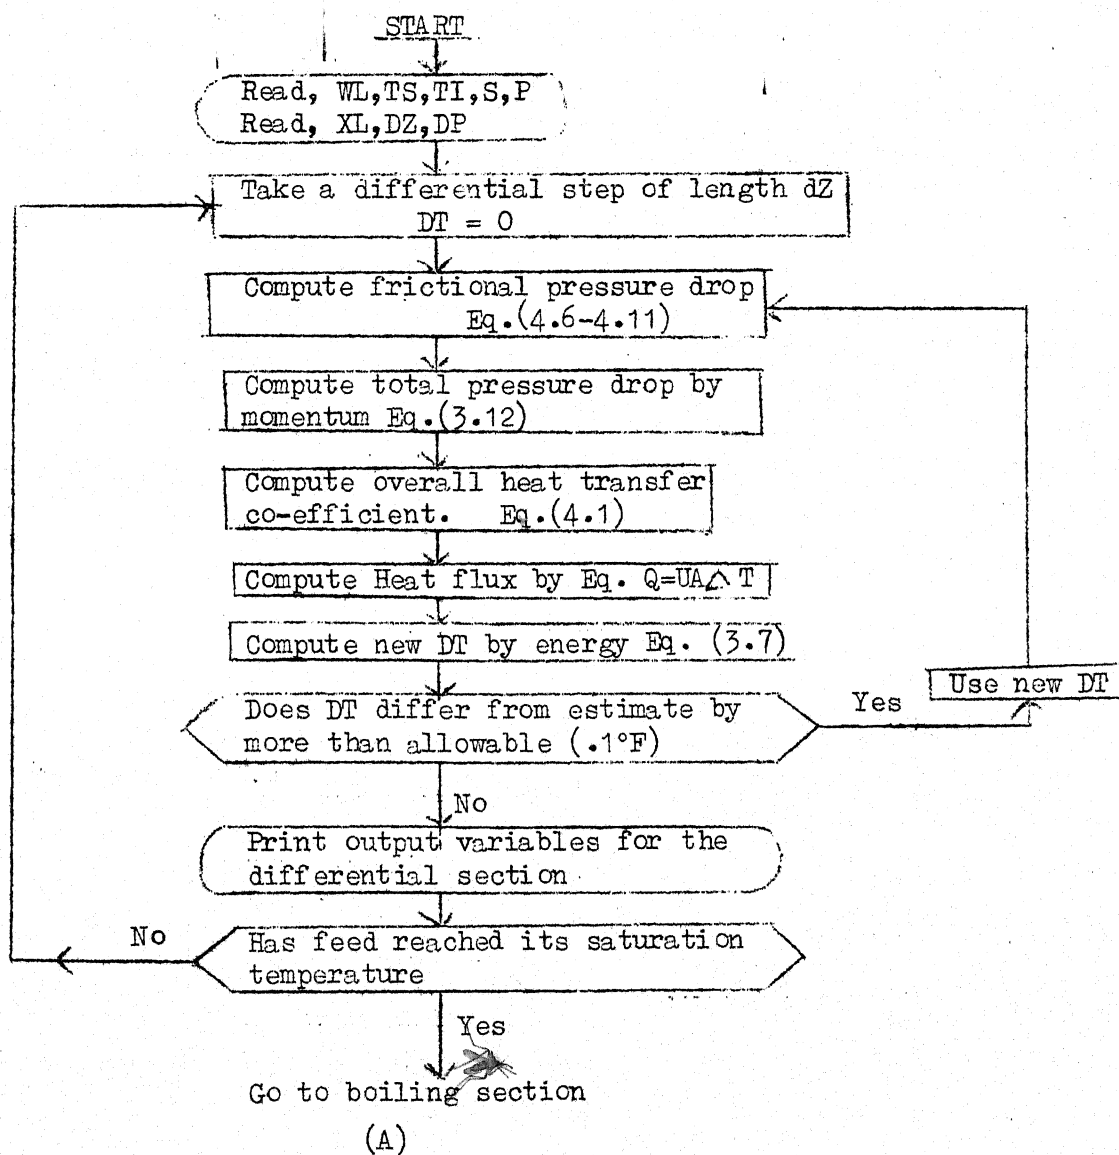 START
Read, WL,TS,TI,S,P
Read, XL,DZ,DP
Take a differential step of length dZ
DT = 0
Compute frictional pressure drop
Eq.(4.6-4.11)
Compute total pressure drop by
momentum Eq.(3.12)
Compute overall heat transfer
co-efficient. Eq.(4.1)
Compute Heat flux by Eq. Q=UA△T
Compute new DT by energy Eq. (3.7)
Use new DT
Does DT differ from estimate by
more than allowable (.1°F)
Yes
No
Print output variables for the
differential section
Has feed reached its saturation
temperature
No
Yes
Go to boiling section
(A)